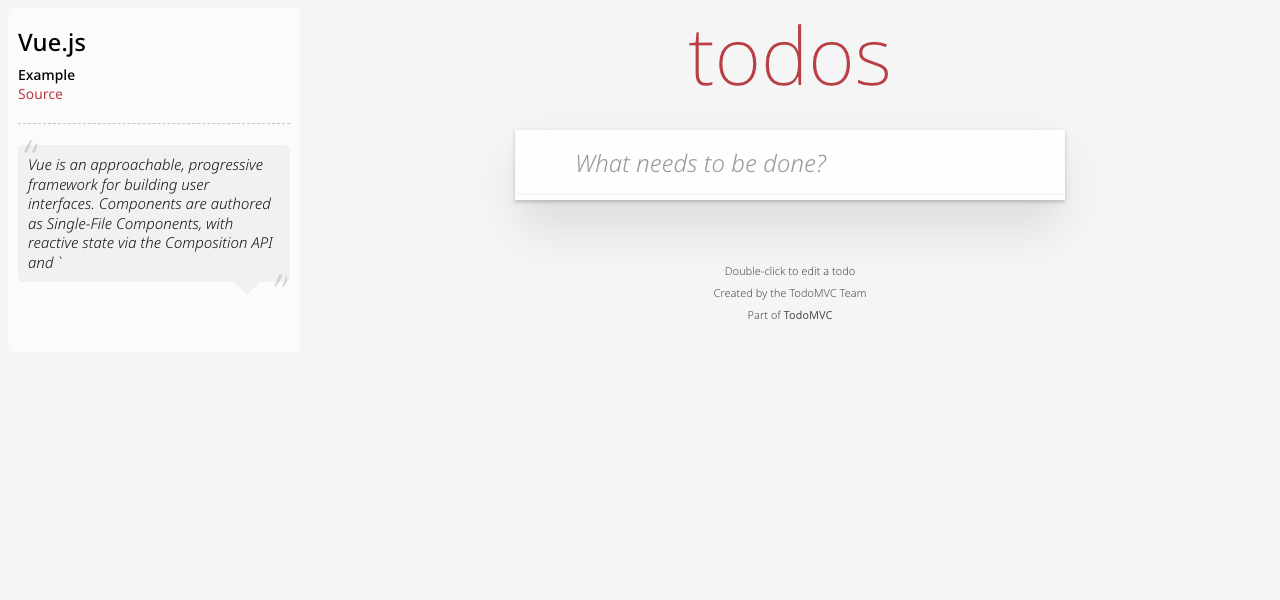 Vue.js
Example
Source
"
Vue is an approachable, progressive
framework for building user
interfaces. Components are authored
as Single-File Components, with
reactive state via the Composition API
and `
"
todos
What needs to be done?
Double-click to edit a todo
Created by the TodoMVC Team
Part of TodoMVC